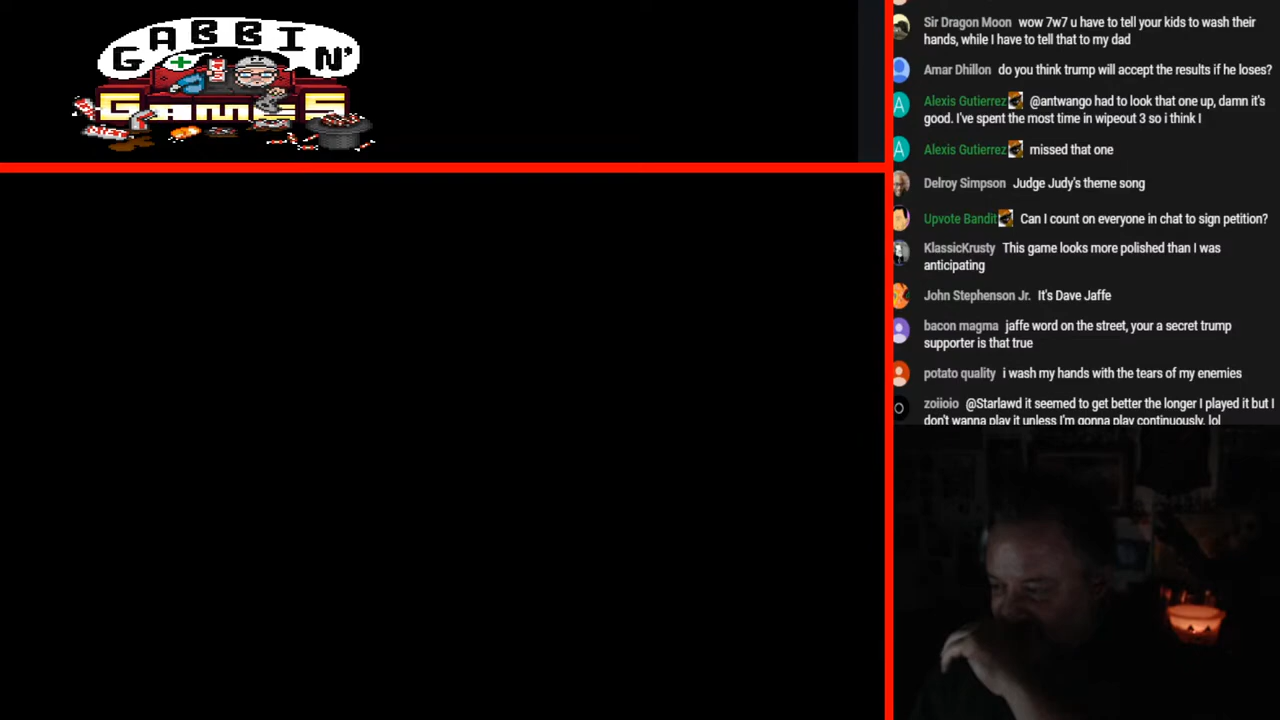 GABBIN'
GAMES
Sir Dragon Moon wow 7w7 u have to tell your kids to wash their
hands, while I have to tell that to my dad
Amar Dhillon do you think trump will accept the results if he loses?
Alexis Gutierrez @antwango had to look that one up, damn it's
good. I've spent the most time in wipeout 3 so i think I
Alexis Gutierrez missed that one
Delroy Simpson Judge Judy's theme song
Upvote Bandit Can I count on everyone in chat to sign petition?
KlassicKrusty This game looks more polished than I was
anticipating
John Stephenson Jr. It's Dave Jaffe
bacon magma jaffe word on the street, your a secret trump
supporter is that true
potato quality i wash my hands with the tears of my enemies
zoiioio @Starlawd it seemed to get better the longer I played it but I
don't wanna play it unless I'm gonna play continuously, lol